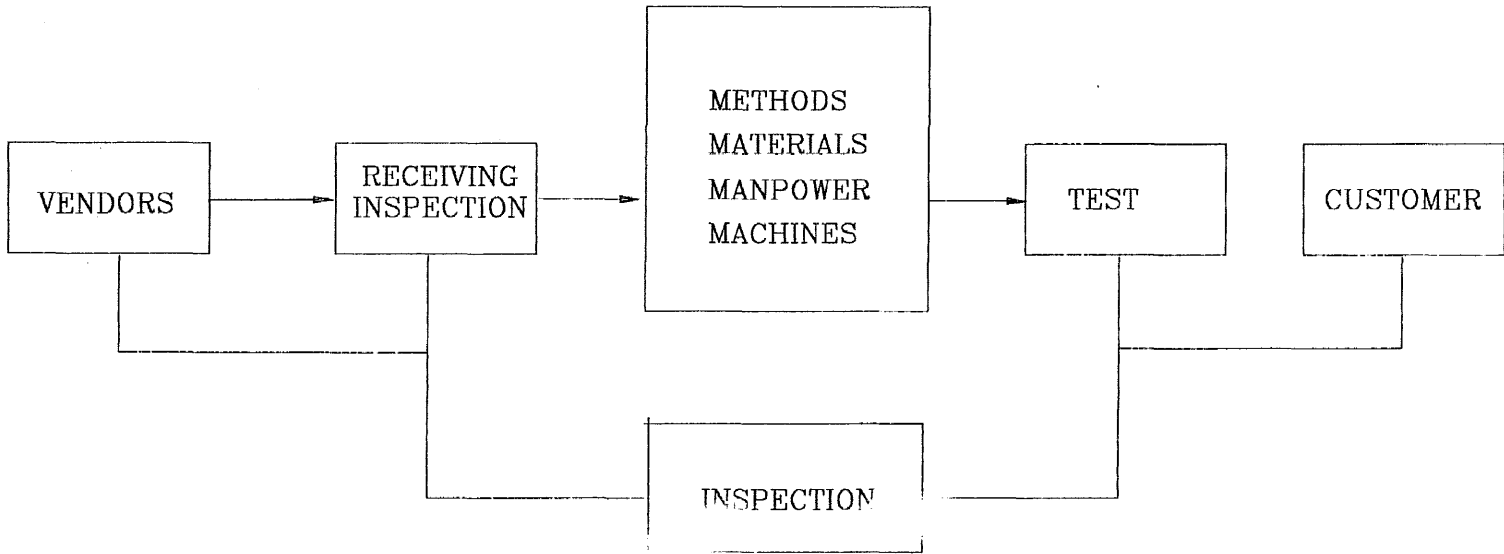 VENDORS
RECEIVING
INSPECTION
METHODS
MATERIALS
MANPOWER
MACHINES
TEST
CUSTOMER
INSPECTION